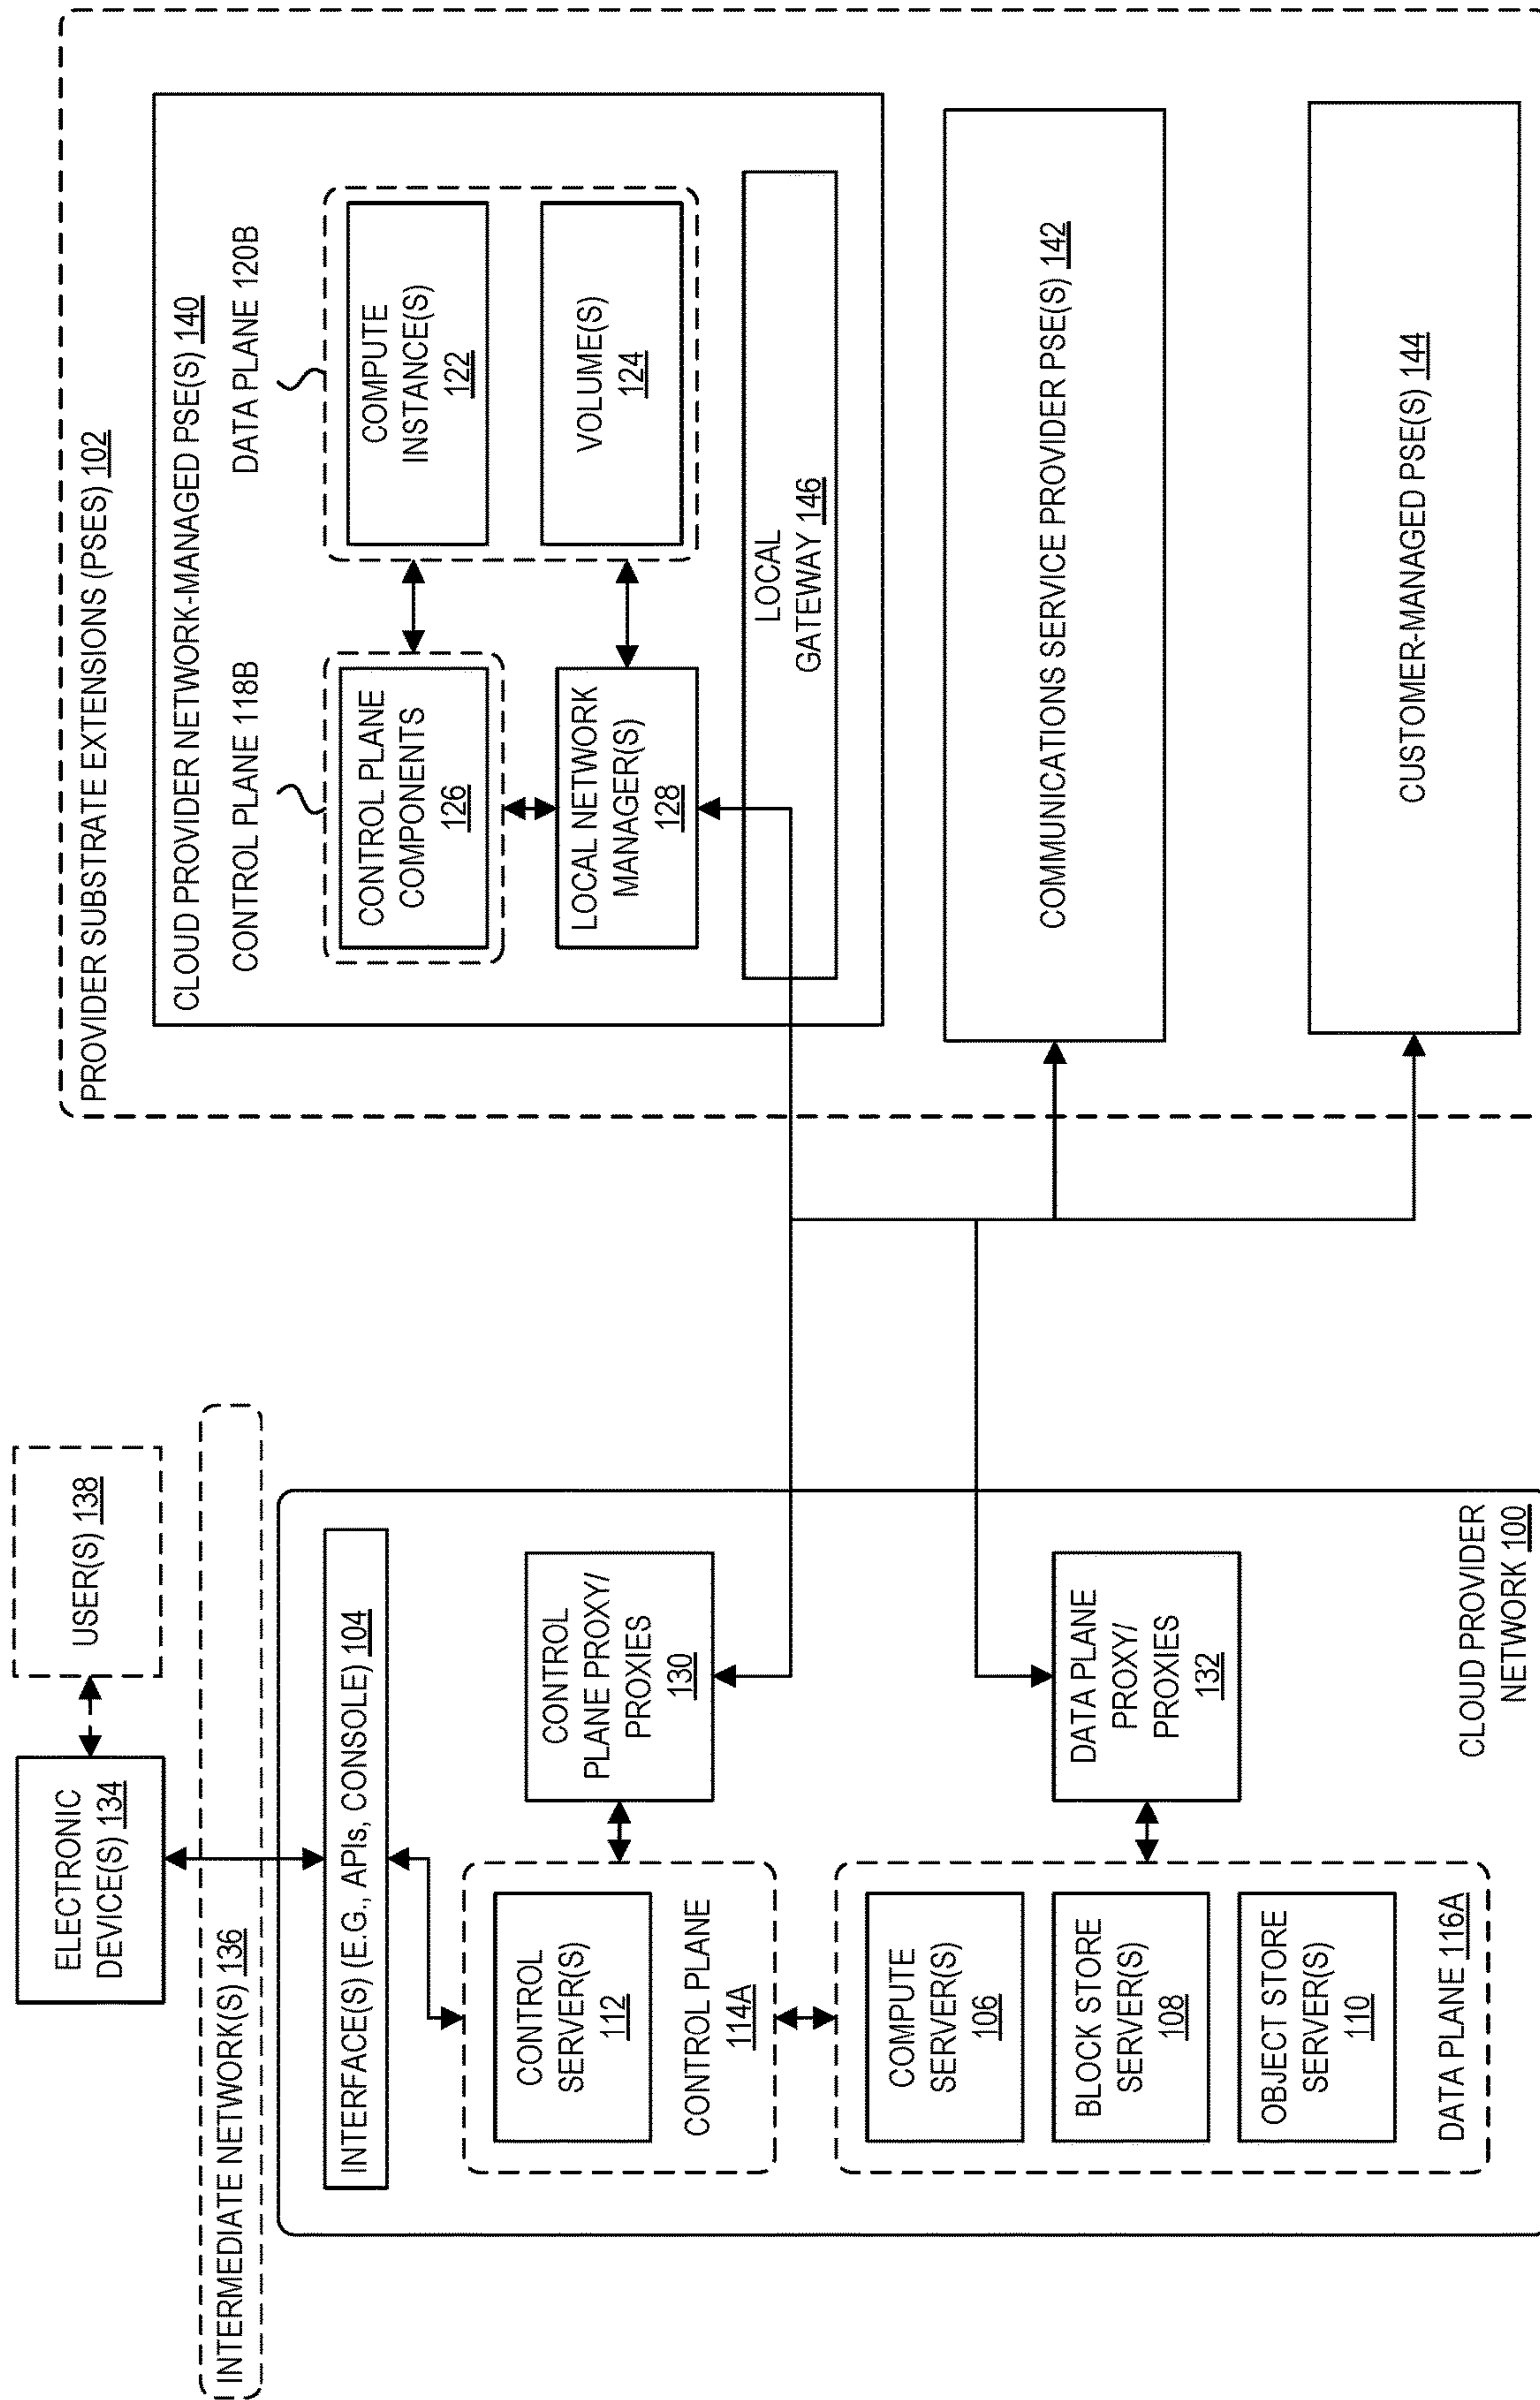 ELECTRONIC
DEVICE(S) 134
USER(S) 138
INTERMEDIATE NETWORK(S) 136
INTERFACE(S) (E.G., APIs, CONSOLE) 104
CONTROL
SERVER(S)
112
CONTROL PLANE
114A
CONTROL
PLANE PROXY/
PROXIES
130
COMPUTE
SERVER(S)
106
BLOCK STORE
SERVER(S)
108
OBJECT STORE
SERVER(S)
110
DATA PLANE 116A
DATA PLANE
PROXY/
PROXIES
132
CLOUD PROVIDER
NETWORK 100
PROVIDER SUBSTRATE EXTENSIONS (PSES) 102
CLOUD PROVIDER NETWORK-MANAGED PSE(S) 140
CONTROL PLANE 118B
DATA PLANE 120B
CONTROL PLANE
COMPONENTS
126
COMPUTE
INSTANCE(S)
122
LOCAL NETWORK
MANAGER(S)
128
VOLUME(S)
124
LOCAL
GATEWAY 146
COMMUNICATIONS SERVICE PROVIDER PSE(S) 142
CUSTOMER-MANAGED PSE(S) 144